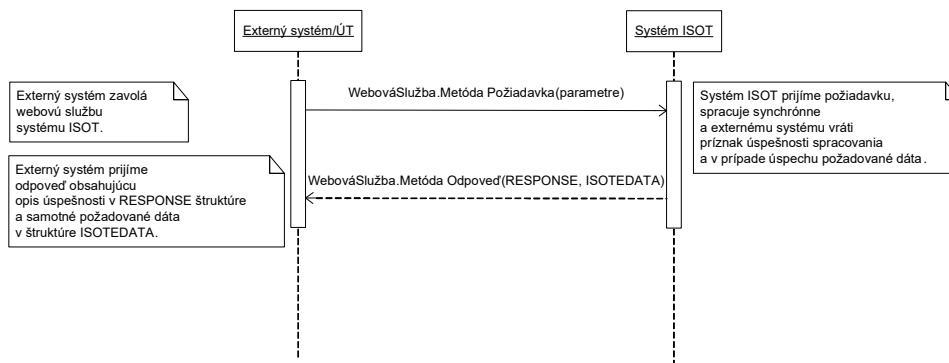 Externý systém/ÚT
Systém ISOT
Externý systém zavolá
webovú službu
systému ISOT.
WebováSlužba.Metóda Požiadavka(parametre)
Systém ISOT prijíme požiadavku,
spracuje synchrónne
a externému systému vráti
príznak úspešnosti spracovania
a v prípade úspechu požadované dáta.
Externý systém prijíme
odpoveď obsahujúcu
opis úspešnosti v RESPONSE štruktúre
a samotné požadované dáta
v štruktúre ISOTEDATA.
WebováSlužba.Metóda Odpoveď(RESPONSE, ISOTEDATA)